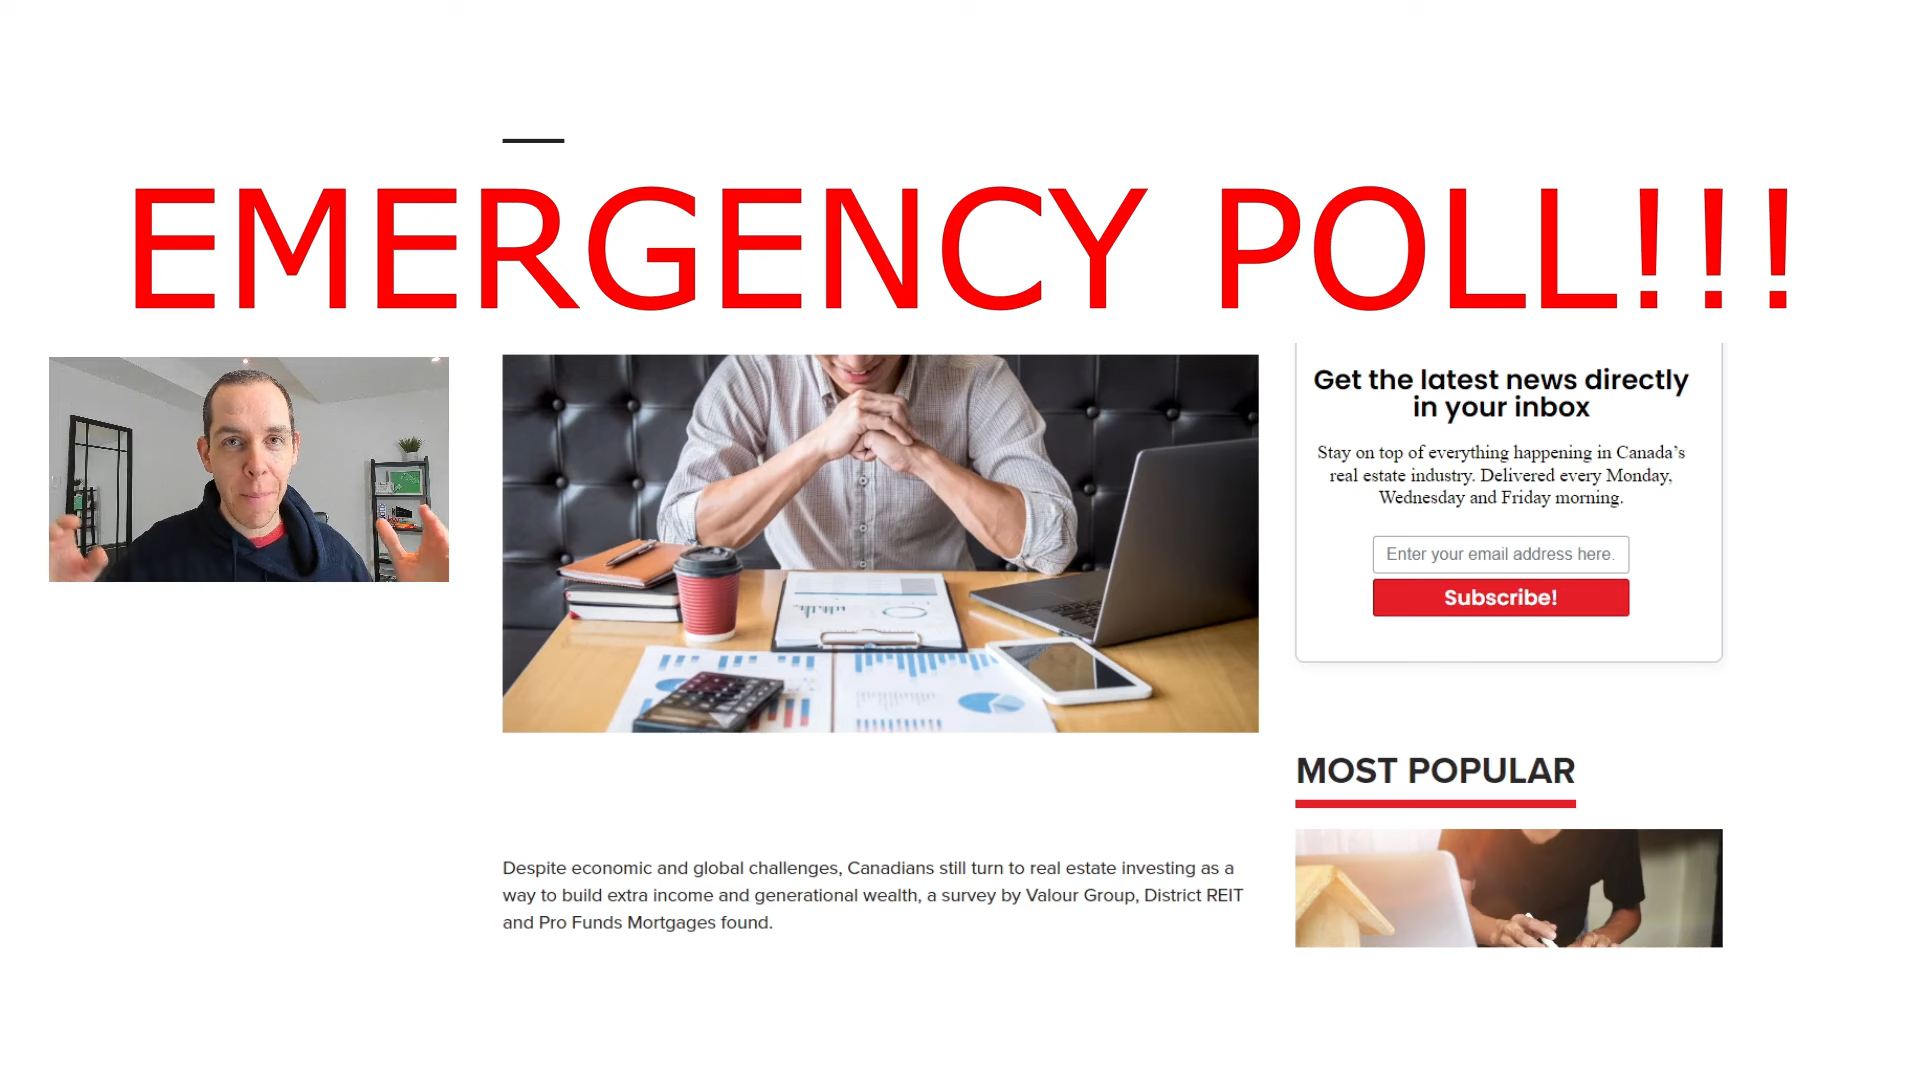 EMERGENCY POLL!!!
Get the latest news directly
in your inbox
Stay on top of everything happening in Canada’s
real estate industry. Delivered every Monday,
Wednesday and Friday morning.
Enter your email address here.
Subscribe!
MOST POPULAR
Despite economic and global challenges, Canadians still turn to real estate investing as a
way to build extra income and generational wealth, a survey by Valour Group, District REIT
and Pro Funds Mortgages found.